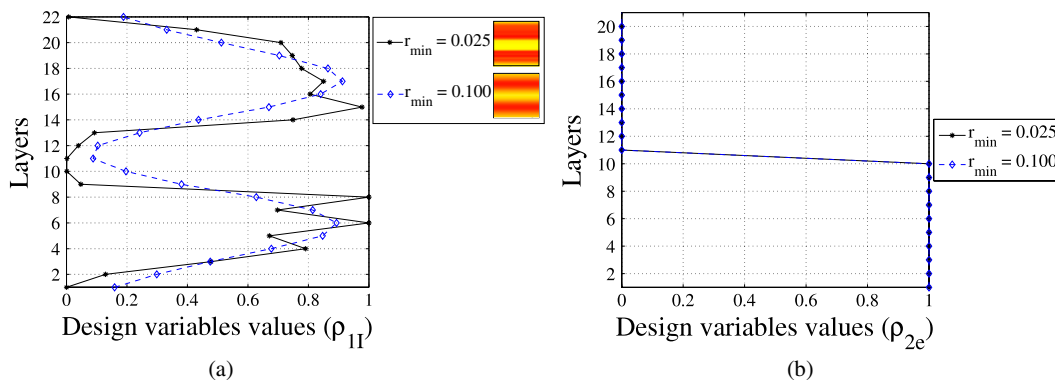 22
20
18
16
14
12
10
8
6
4
2
Layers
0 0.2 0.4 0.6 0.8 1
Design variables values (ρ1I)
r min = 0.025
r min = 0.100
(a)
20
18
16
14
12
10
8
6
4
2
Layers
0 0.2 0.4 0.6 0.8 1
Design variables values (ρ2e)
r min = 0.025
r min = 0.100
(b)